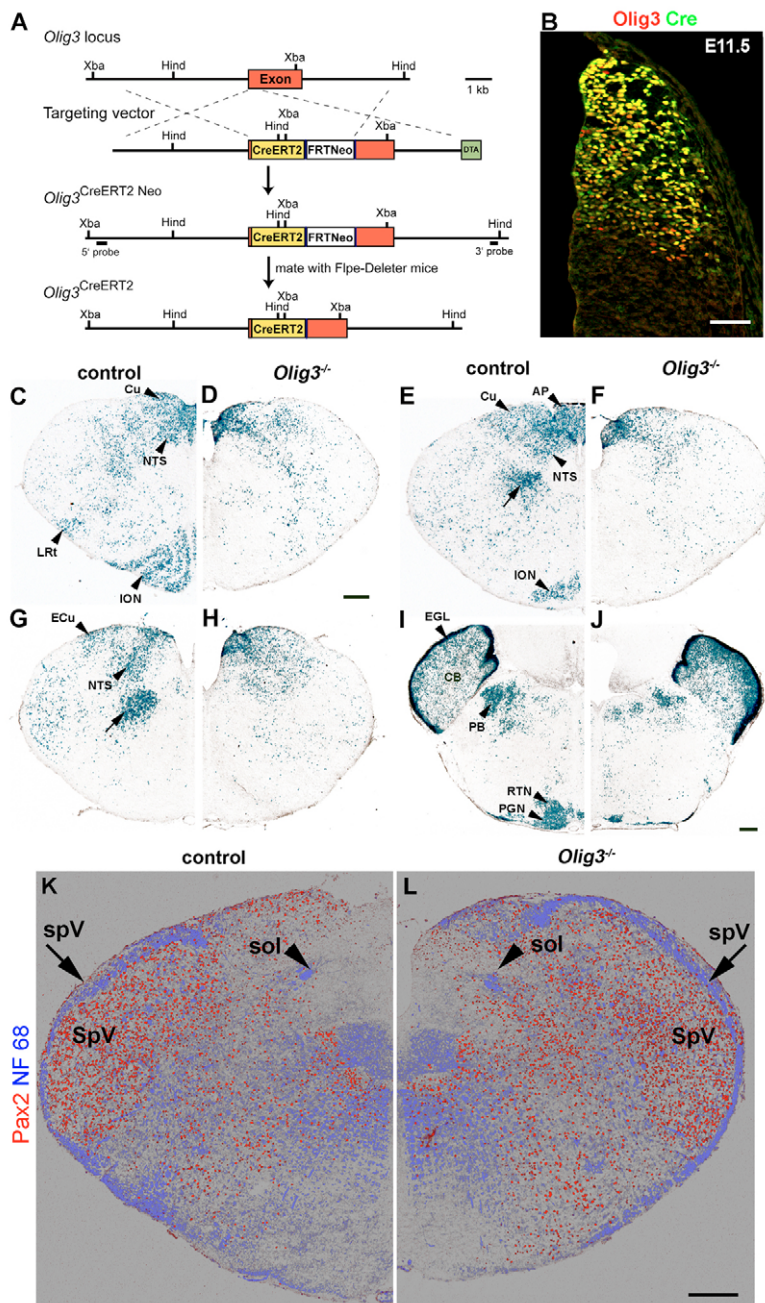 A
Olig3 locus
Xba Hind Xba Hind
Exon
1 kb
Targeting vector
Hind Hind Xba Xba
CreERT2 FRTNeo DTA
Olig3CreERT2 Neo
Xba Hind Hind Xba Xba Hind
CreERT2 FRTNeo
5' probe 3' probe
mate with Flpe-Deleter mice
Olig3CreERT2
Xba Hind Hind Xba Xba Hind
CreERT2
B
Olig3 Cre
E11.5
control Olig3-/-
C Cu D
NTS
LRt
ION
control Olig3-/-
E Cu AP F
NTS
ION
G ECu H
NTS
I EGL J
CB
PB
RTN
PGN
control Olig3-/-
K L
spV sol sol spV
SpV SpV
Pax2 NF 68